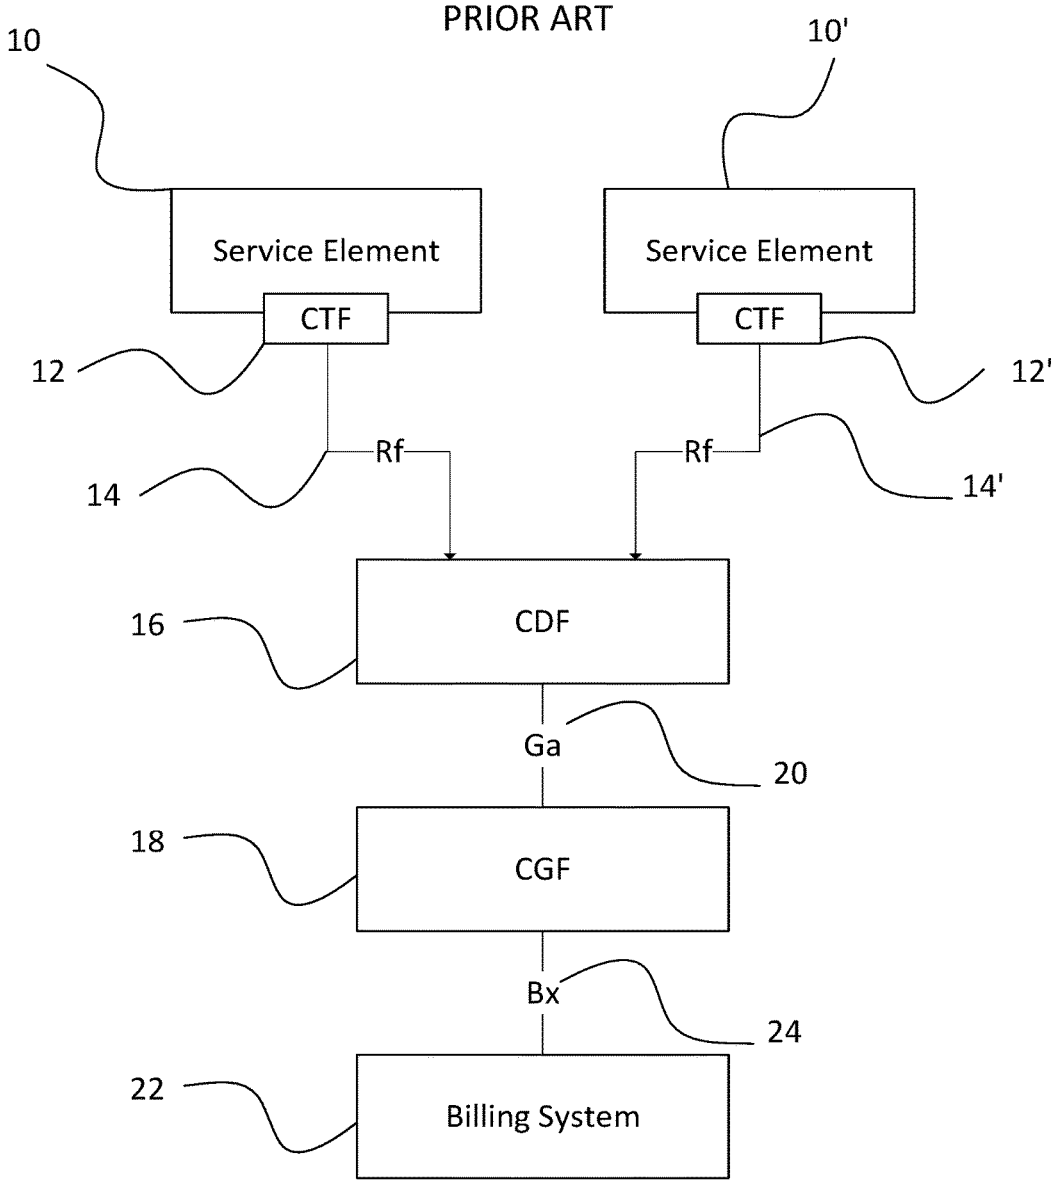 PRIOR ART
10
10'
Service Element
Service Element
CTF
CTF
12
12'
Rf
Rf
14
14'
CDF
16
Ga
20
18
CGF
Bx
24
22
Billing System